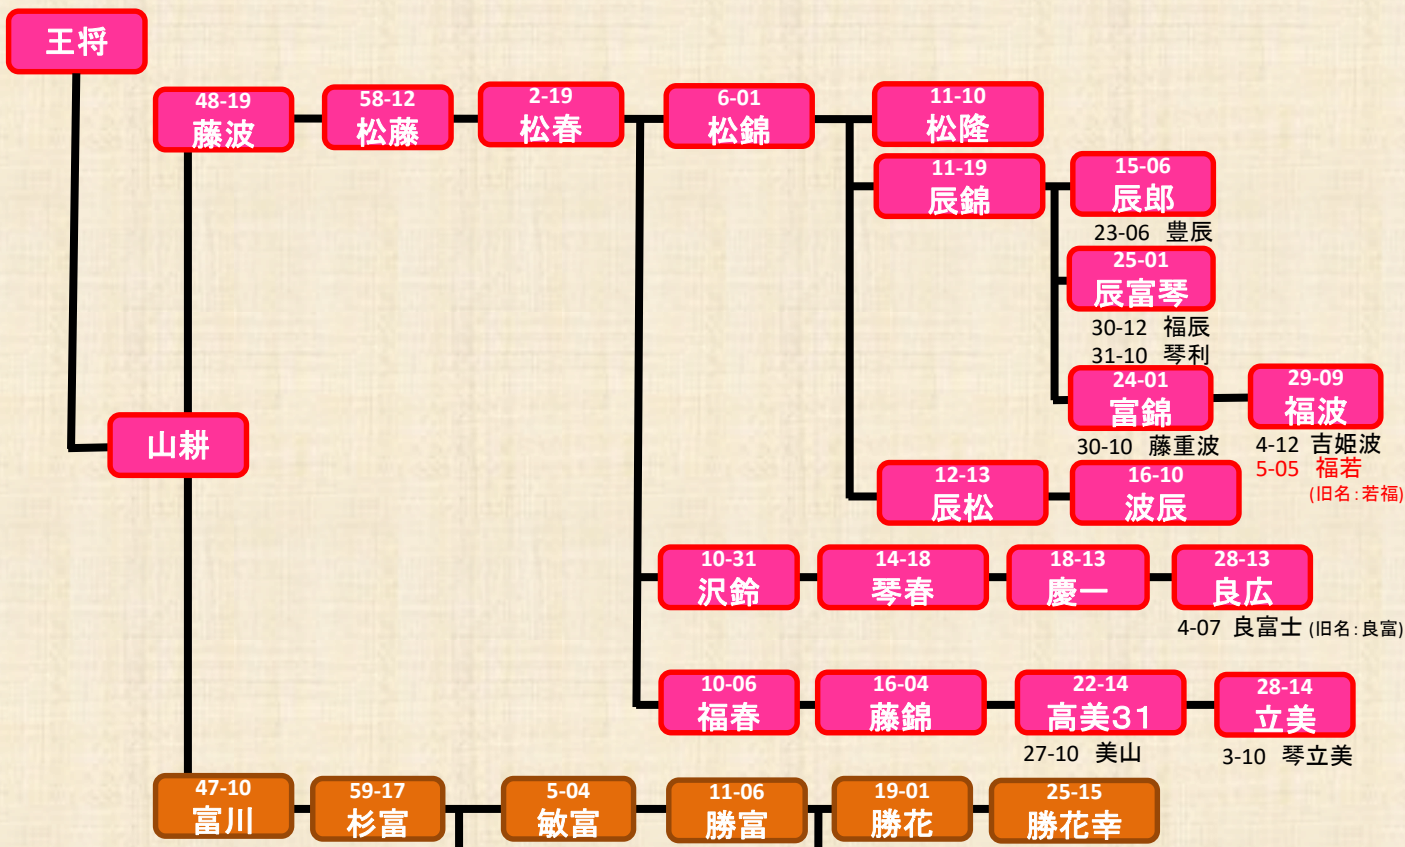 王将
48-19
藤波
58-12
松藤
2-19
松春
6-01
松錦
11-10
松隆
11-19
辰錦
15-06
辰郎
23-06 豊辰
25-01
辰富琴
30-12 福辰
31-10 琴利
24-01
富錦
30-10 藤重波
29-09
福波
4-12 吉姫波
5-05 福若
(旧名:若福)
山耕
12-13
辰松
16-10
波辰
10-31
沢鈴
14-18
琴春
18-13
慶一
28-13
良広
4-07 良富士 (旧名:良富)
10-06
福春
16-04
藤錦
22-14
高美31
27-10 美山
28-14
立美
3-10 琴立美
47-10
富川
59-17
杉富
5-04
敏富
11-06
勝富
19-01
勝花
25-15
勝花幸